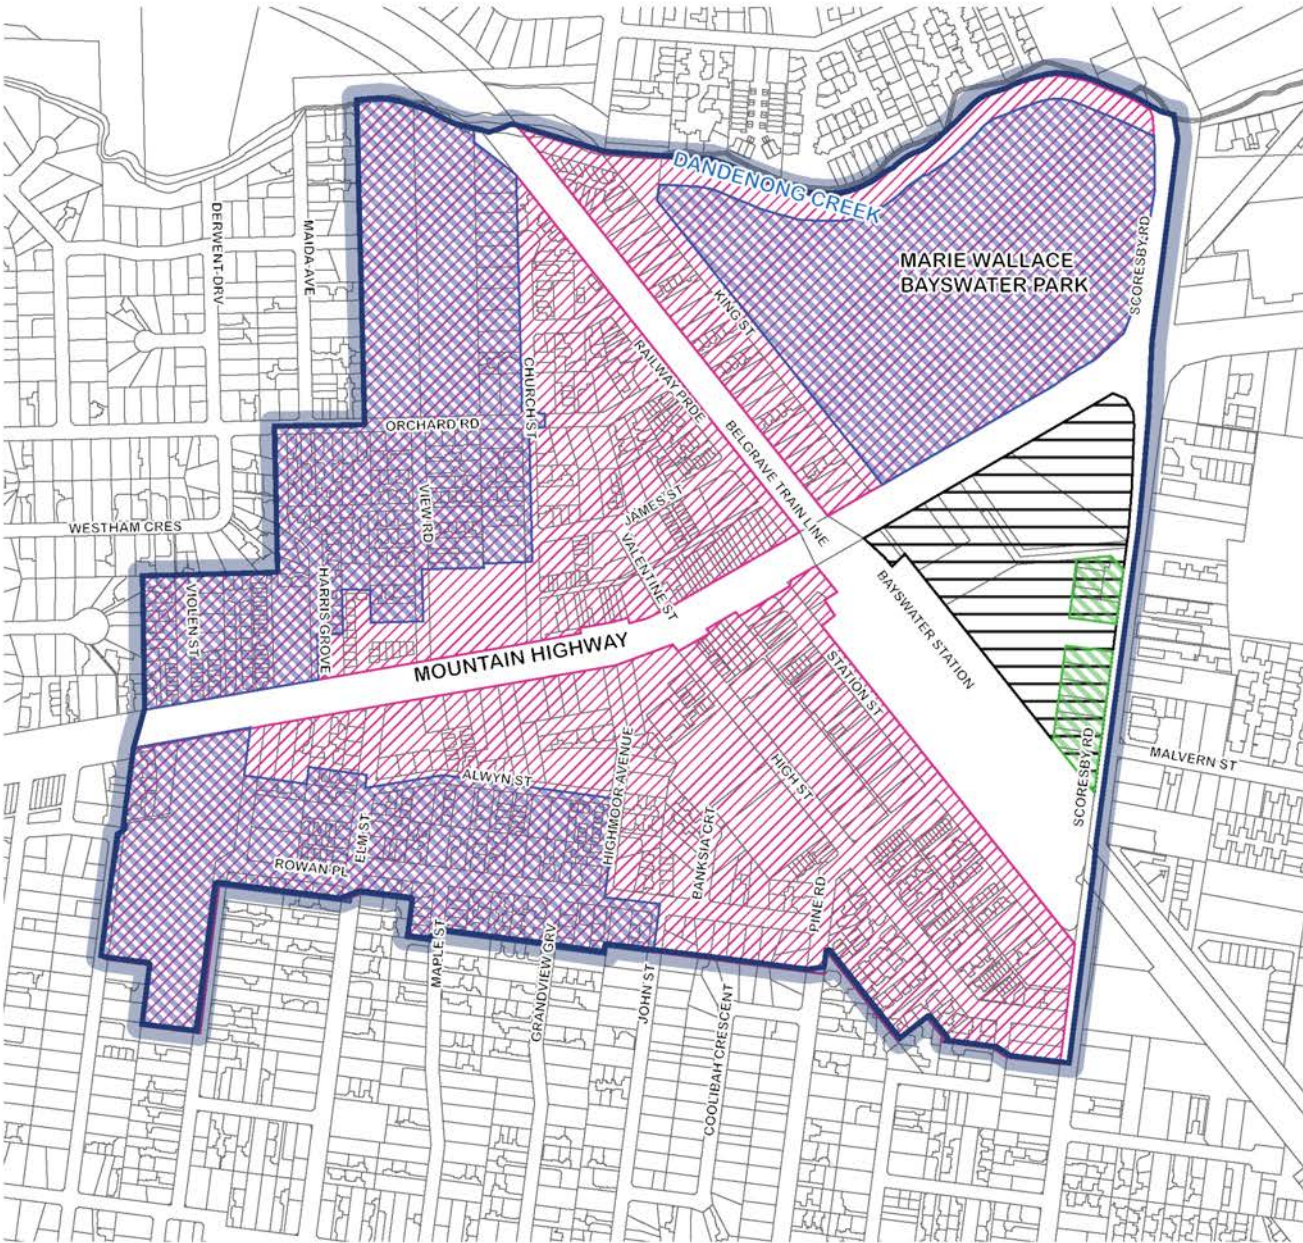 DANDENONG CREEK
MARIE WALLACE
BAYSWATER PARK
SCORESBY RD
DERWENT DRV
MAIDA AVE
KING ST
RAILWAY PRDE
CHURCH ST
ORCHARD RD
BELGRAVE TRAIN LINE
VIEW RD
JAMES ST
WESTHAM CRES
VALENTINE ST
VIOLEN ST
HARRIS GROVE
BAYSWATER STATION
MOUNTAIN HIGHWAY
STATION ST
SCORESBY RD
MALVERN ST
HIGHMOOR AVENUE
ALWYN ST
HIGH ST
ELM ST
BANKSIA CRT
ROWAN PL
PINE RD
MAPLE ST
GRANDVIEW GRV
JOHN ST
COOLIBAH CRESCENT